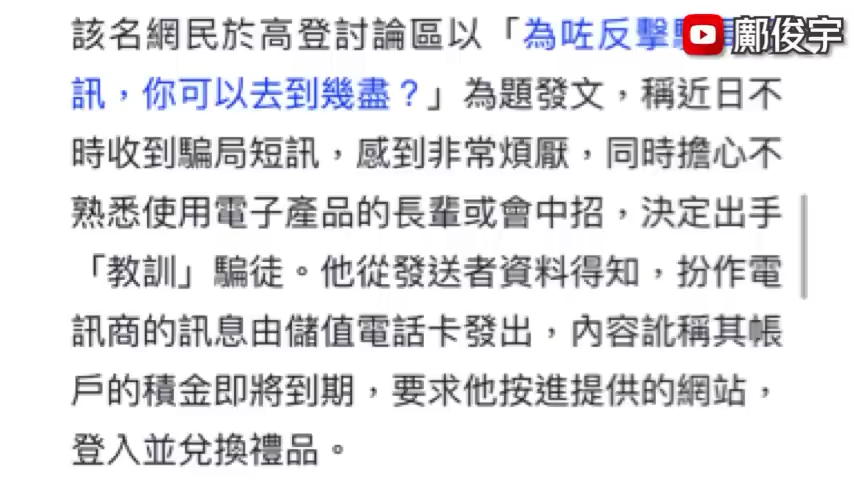 該名網民於高登討論區以「為咗反擊
鄺俊宇
訊，你可以去到幾盡？」為題發文，稱近日不
時收到騙局短訊，感到非常煩厭，同時擔心不
熟悉使用電子產品的長輩或會中招，決定出手
「教訓」騙徒。他從發送者資料得知，扮作電
訊商的訊息由儲值電話卡發出，內容訛稱其帳
戶的積金即將到期，要求他按進提供的網站，
登入並兌換禮品。